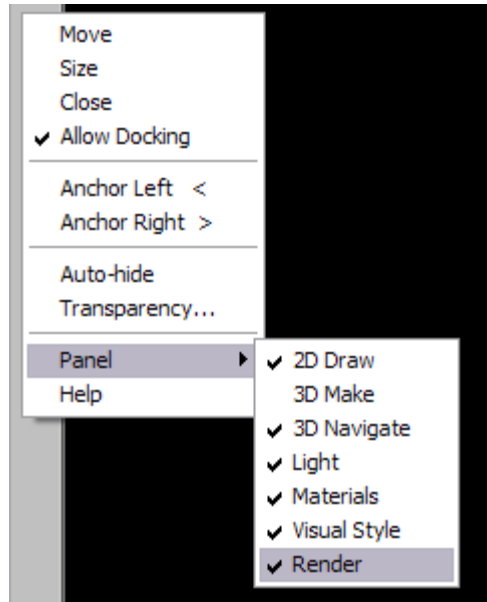 Move
Size
Close
Allow Docking
Anchor Left <
Anchor Right >
Auto-hide
Transparency...
Panel
Help
2D Draw
3D Make
3D Navigate
Light
Materials
Visual Style
Render